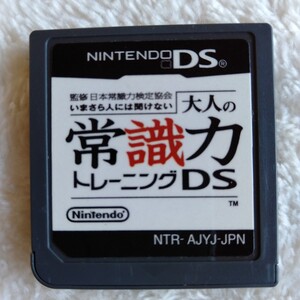 NINTENDO DS®
監修 日本常識力検定協会
いまさら人には聞けない
大人の
常識力
トレーニングDS
TM
Nintendo
NTR- AJYJ-JPN